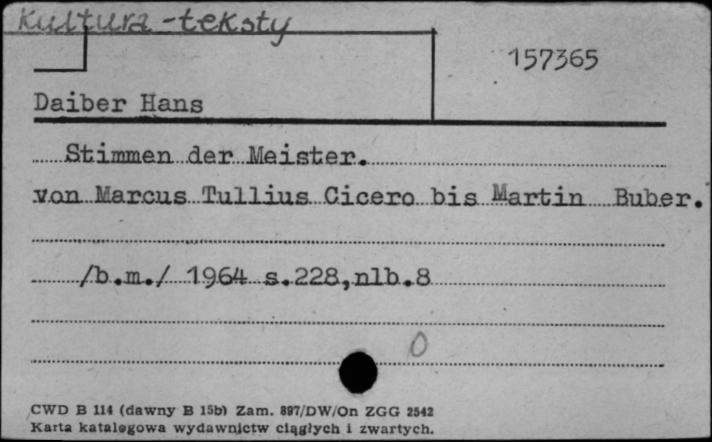 Kultura-teksty
157365
Daiber Hans
Stimmen der Meister.
von Marcus Tullius Cicero bis Martin Buber.
/b.m./ 1964 s.228,nlb.8
0
CWD B 114 (dawny B 15b) Zam. 897/DW/On ZGG 2542
Karta katalogowa wydawnictw ciągłych i zwartych.